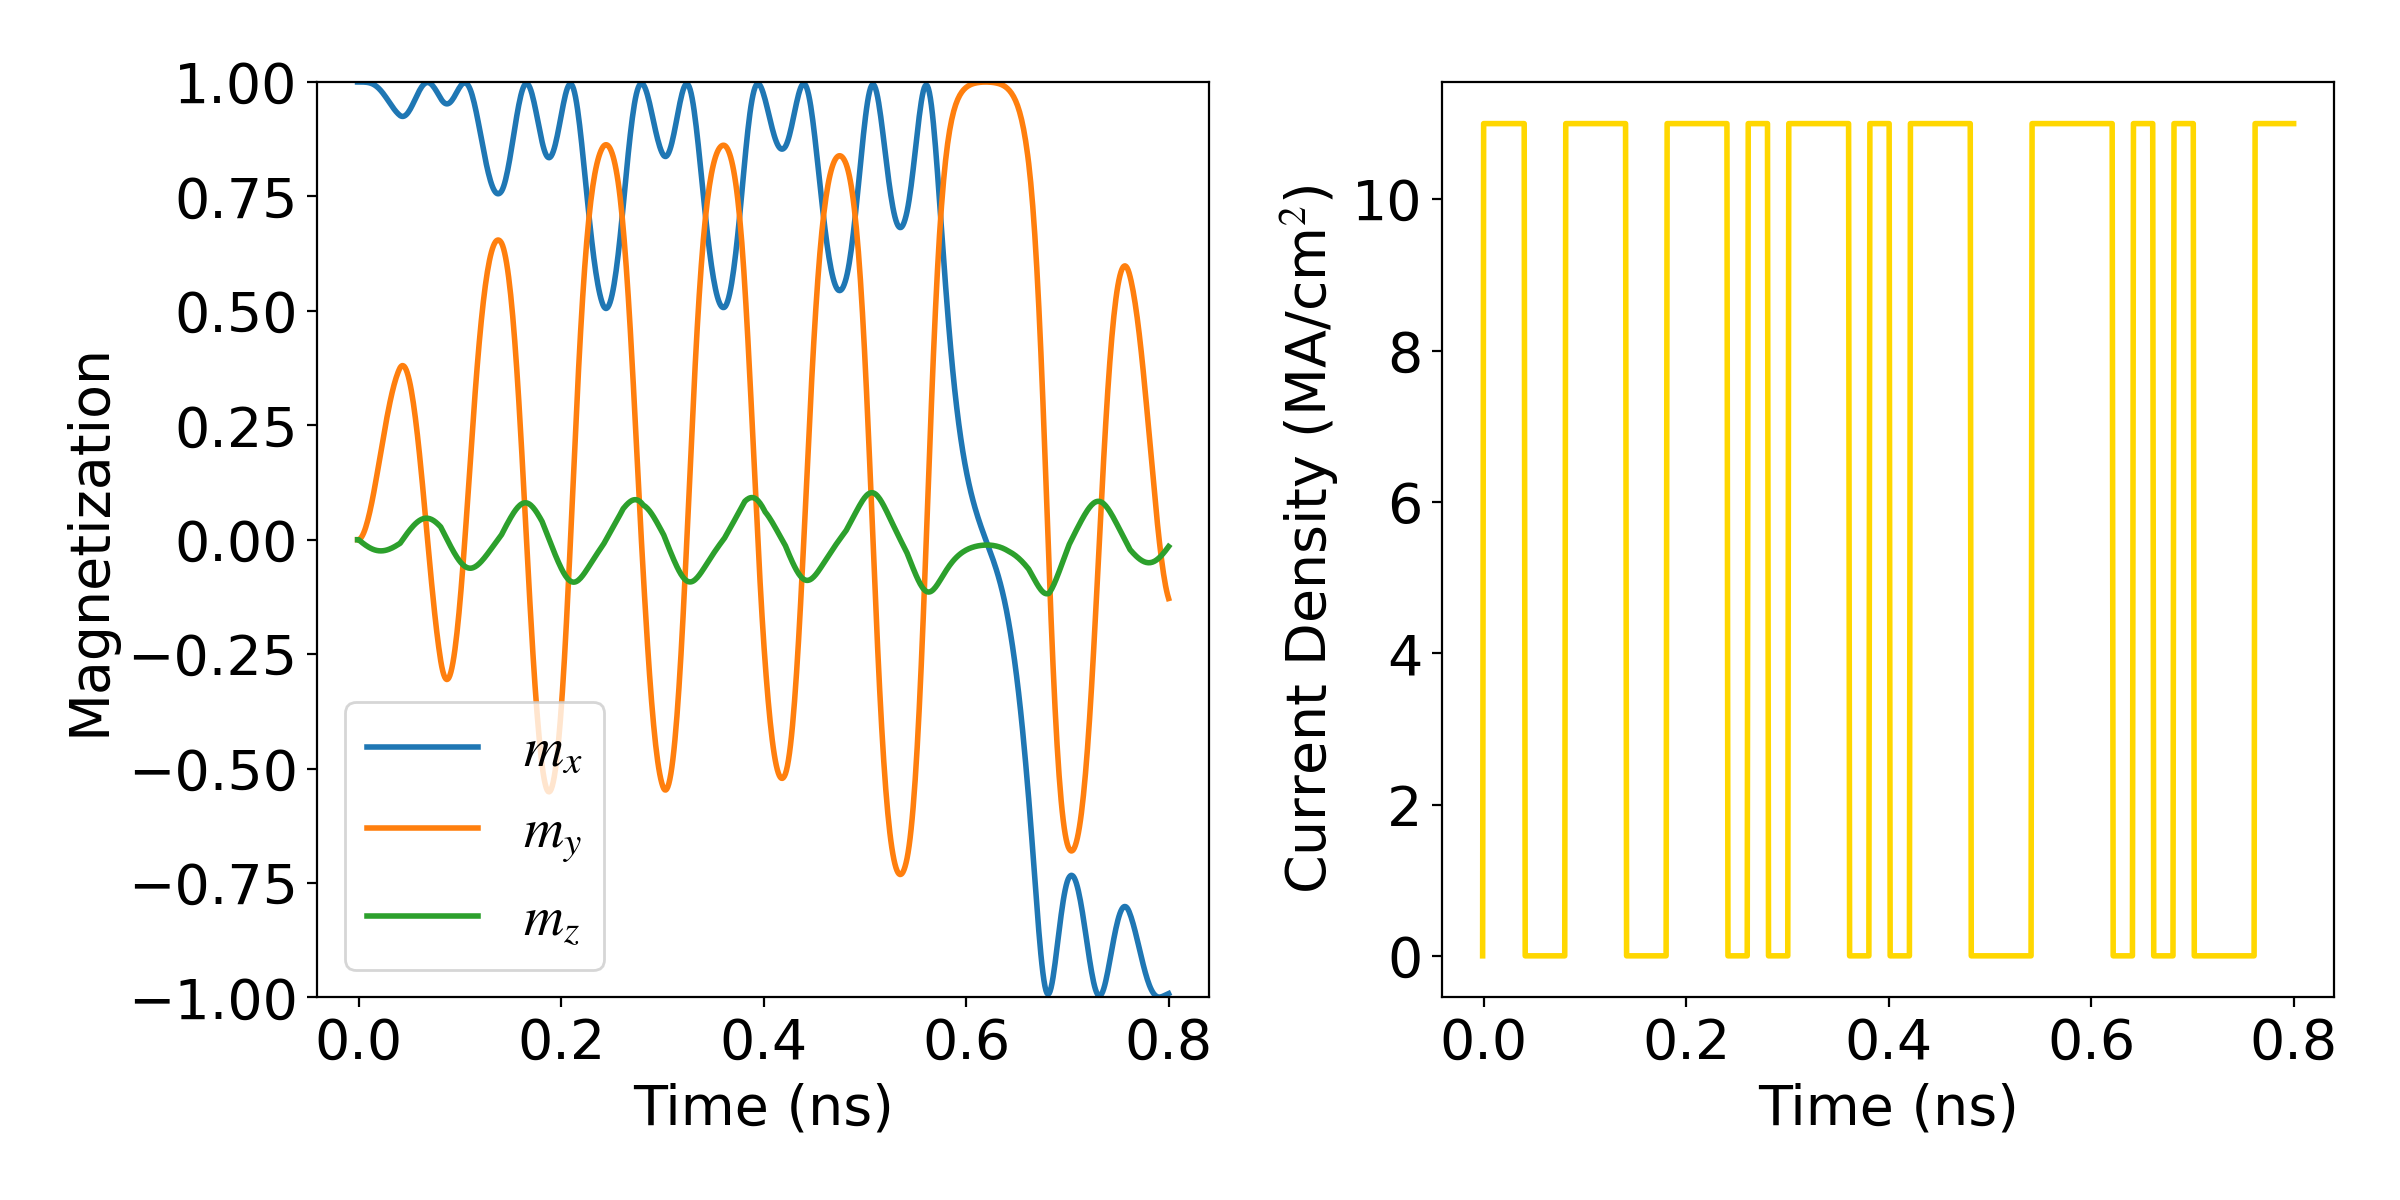 1.00
0.75
0.50
0.25
0.00
−0.25
−0.50
−0.75
−1.00
Magnetization
m_x
m_y
m_z
0.0 0.2 0.4 0.6 0.8
Time (ns)
10
8
6
4
2
0
Current Density (MA/cm²)
0.0 0.2 0.4 0.6 0.8
Time (ns)